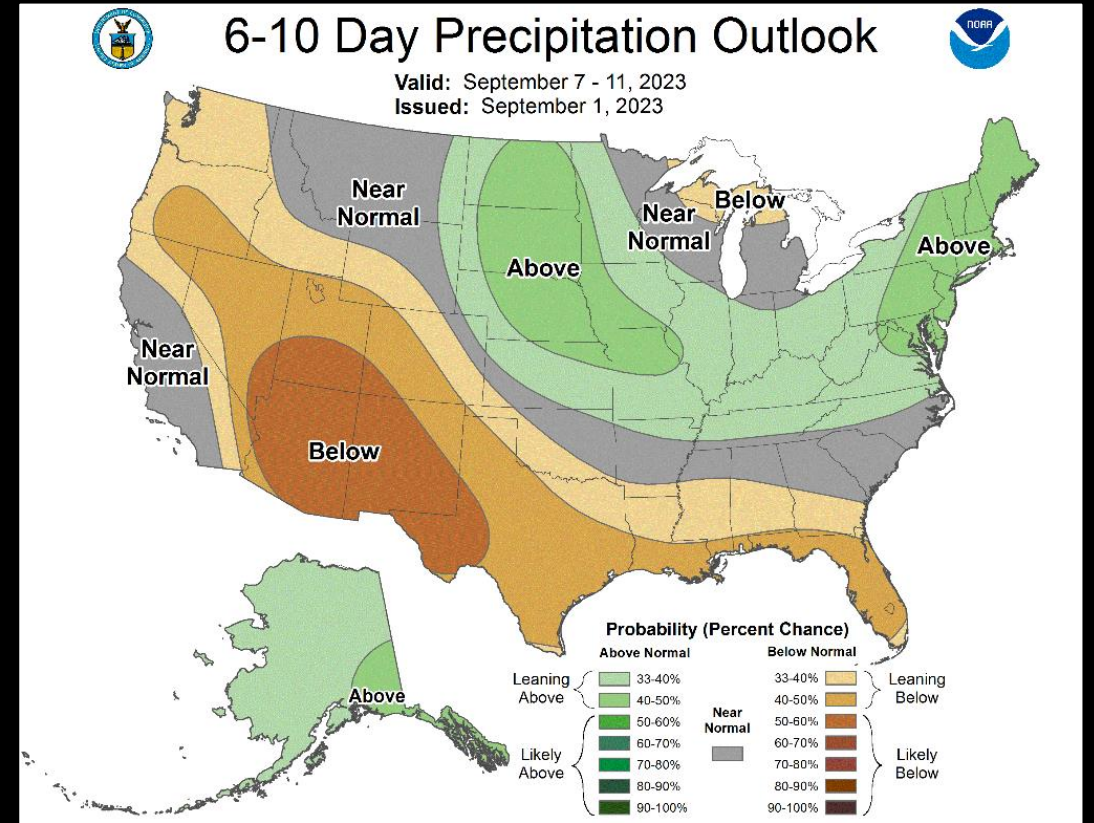 6-10 Day Precipitation Outlook
NOAA
Valid: September 7 - 11, 2023
Issued: September 1, 2023
Near
Normal
Near
Normal
Below
Above
Above
Near
Normal
Below
Above
Probability (Percent Chance)
Above Normal
Below Normal
Leaning
Above
33-40%
40-50%
50-60%
60-70%
70-80%
80-90%
90-100%
Likely
Above
Near
Normal
33-40%
40-50%
50-60%
60-70%
70-80%
80-90%
90-100%
Leaning
Below
Likely
Below